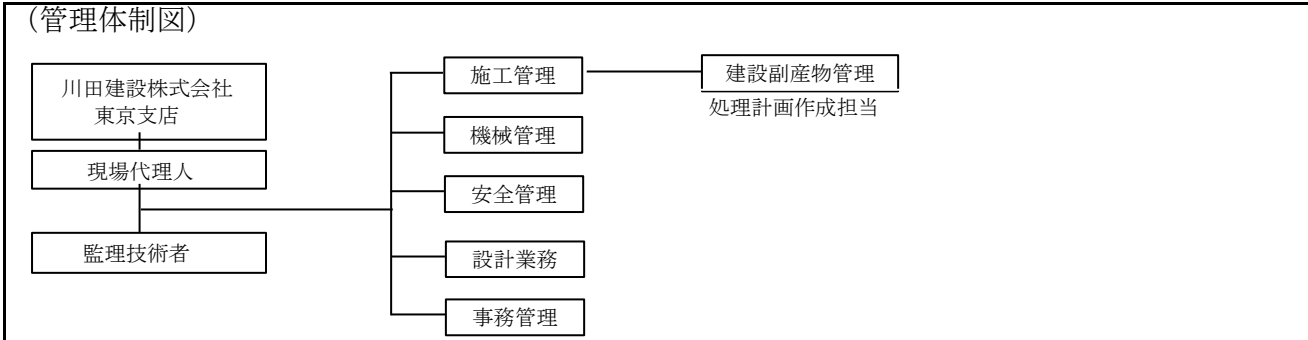 (管理体制図)
川田建設株式会社
東京支店
現場代理人
監理技術者
施工管理
機械管理
安全管理
設計業務
事務管理
建設副産物管理
処理計画作成担当